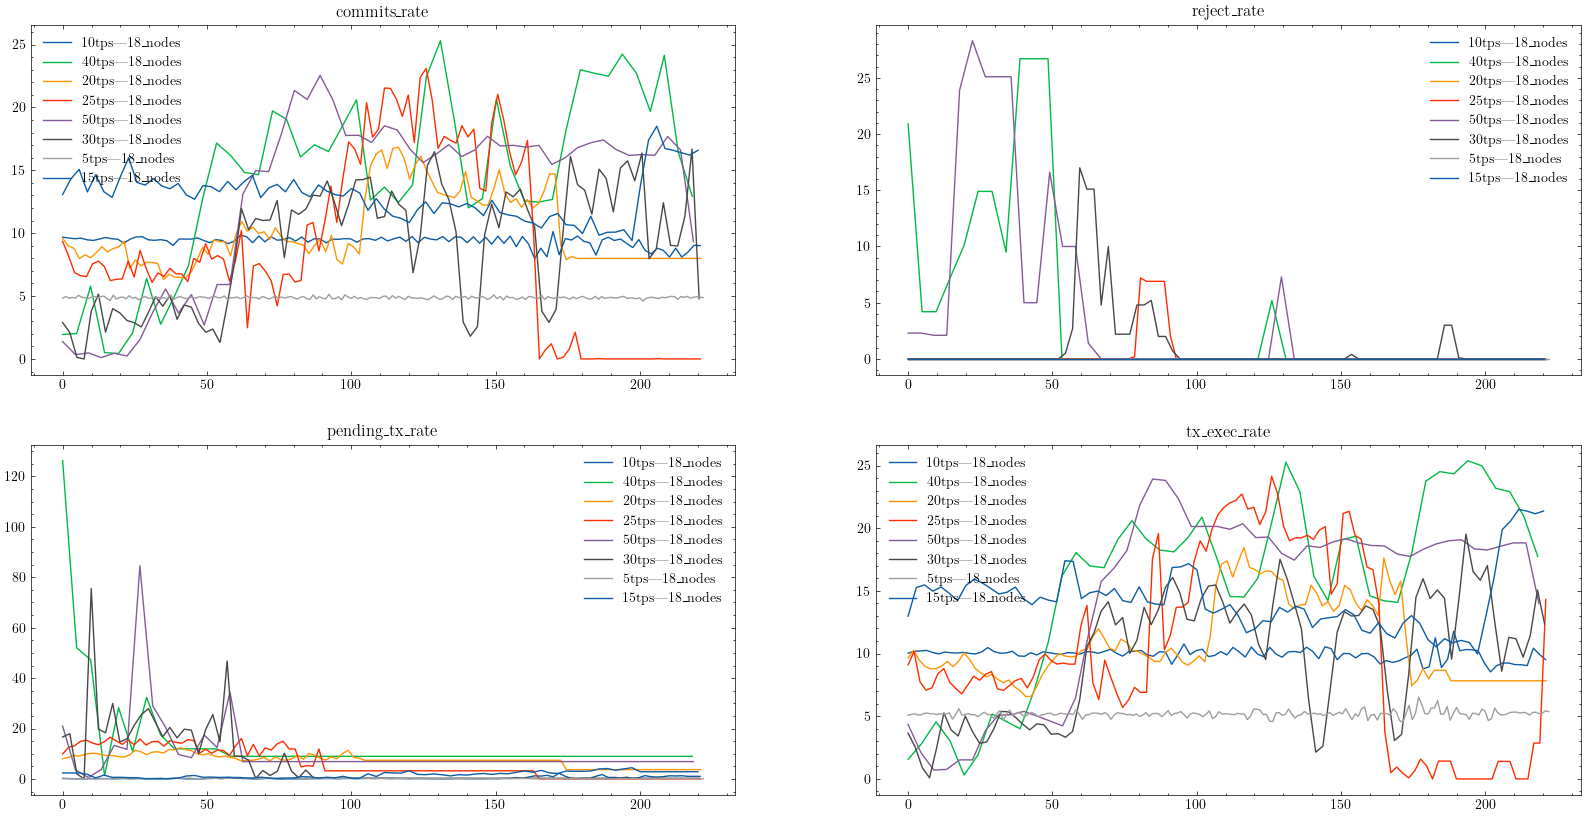 commits_rate
25
20
15
10
5
0
10tps—18_nodes
40tps—18_nodes
20tps—18_nodes
25tps—18_nodes
50tps—18_nodes
30tps—18_nodes
5tps—18_nodes
15tps—18_nodes
0 50 100 150 200
reject_rate
25
20
15
10
5
0
10tps—18_nodes
40tps—18_nodes
20tps—18_nodes
25tps—18_nodes
50tps—18_nodes
30tps—18_nodes
5tps—18_nodes
15tps—18_nodes
0 50 100 150 200
pending_tx_rate
120
100
80
60
40
20
0
10tps—18_nodes
40tps—18_nodes
20tps—18_nodes
25tps—18_nodes
50tps—18_nodes
30tps—18_nodes
5tps—18_nodes
15tps—18_nodes
0 50 100 150 200
tx_exec_rate
25
20
15
10
5
0
10tps—18_nodes
40tps—18_nodes
20tps—18_nodes
25tps—18_nodes
50tps—18_nodes
30tps—18_nodes
5tps—18_nodes
15tps—18_nodes
0 50 100 150 200